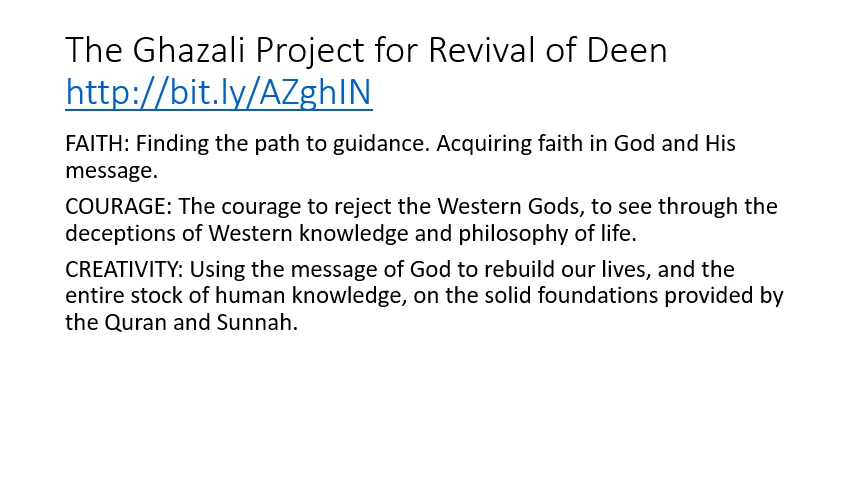 The Ghazali Project for Revival of Deen
http://bit.ly/AZghIN
FAITH: Finding the path to guidance. Acquiring faith in God and His
message.
COURAGE: The courage to reject the Western Gods, to see through the
deceptions of Western knowledge and philosophy of life.
CREATIVITY: Using the message of God to rebuild our lives, and the
entire stock of human knowledge, on the solid foundations provided by
the Quran and Sunnah.